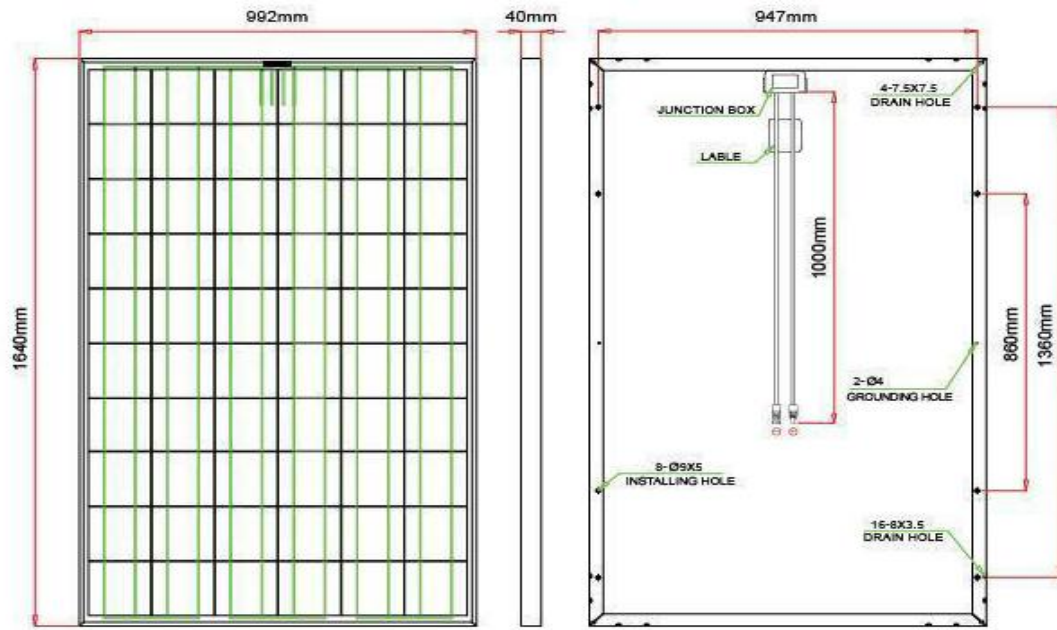 992mm
40mm
947mm
4-7.5X7.5
DRAIN HOLE
JUNCTION BOX
LABLE
1640mm
1000mm
860mm
1360mm
2-Ø4
GROUNDING HOLE
8-Ø9X5
INSTALLING HOLE
16-8X3.5
DRAIN HOLE